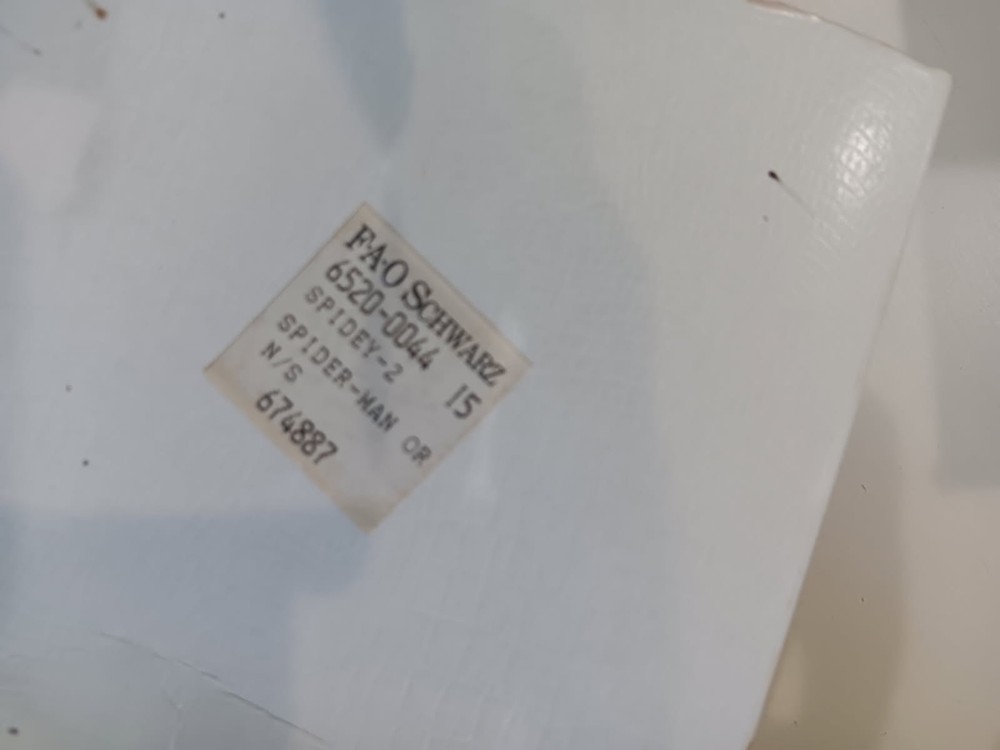 F·A·O SCHWARZ
6520-0044 15
SPIDEY-2
SPIDER-MAN OR
N/S
674887